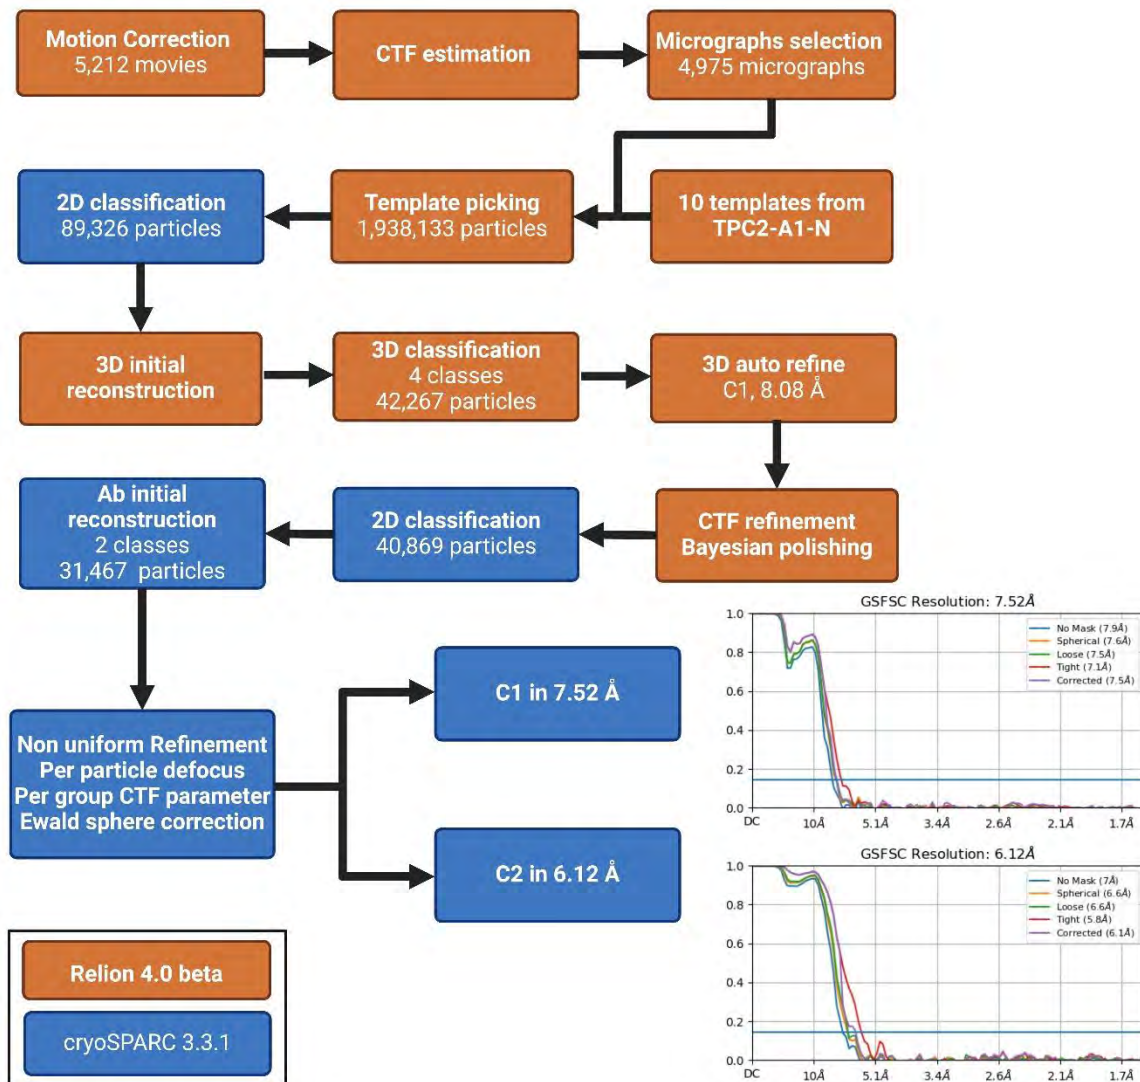 Motion Correction
5,212 movies
CTF estimation
Micrographs selection
4,975 micrographs
2D classification
89,326 particles
Template picking
1,938,133 particles
10 templates from
TPC2-A1-N
3D initial
reconstruction
3D classification
4 classes
42,267 particles
3D auto refine
C1, 8.08 Å
Ab initial
reconstruction
2 classes
31,467 particles
2D classification
40,869 particles
CTF refinement
Bayesian polishing
Non uniform Refinement
Per particle defocus
Per group CTF parameter
Ewald sphere correction
C1 in 7.52 Å
C2 in 6.12 Å
GSFSC Resolution: 7.52Å
1.0
0.8
0.6
0.4
0.2
0.0
No Mask (7.9Å)
Spherical (7.6Å)
Loose (7.5Å)
Tight (7.1Å)
Corrected (7.5Å)
DC 10Å 5.1Å 3.4Å 2.6Å 2.1Å 1.7Å
GSFSC Resolution: 6.12Å
1.0
0.8
0.6
0.4
0.2
0.0
No Mask (7Å)
Spherical (6.6Å)
Loose (6.6Å)
Tight (5.8Å)
Corrected (6.1Å)
DC 10Å 5.1Å 3.4Å 2.6Å 2.1Å 1.7Å
Relion 4.0 beta
cryoSPARC 3.3.1